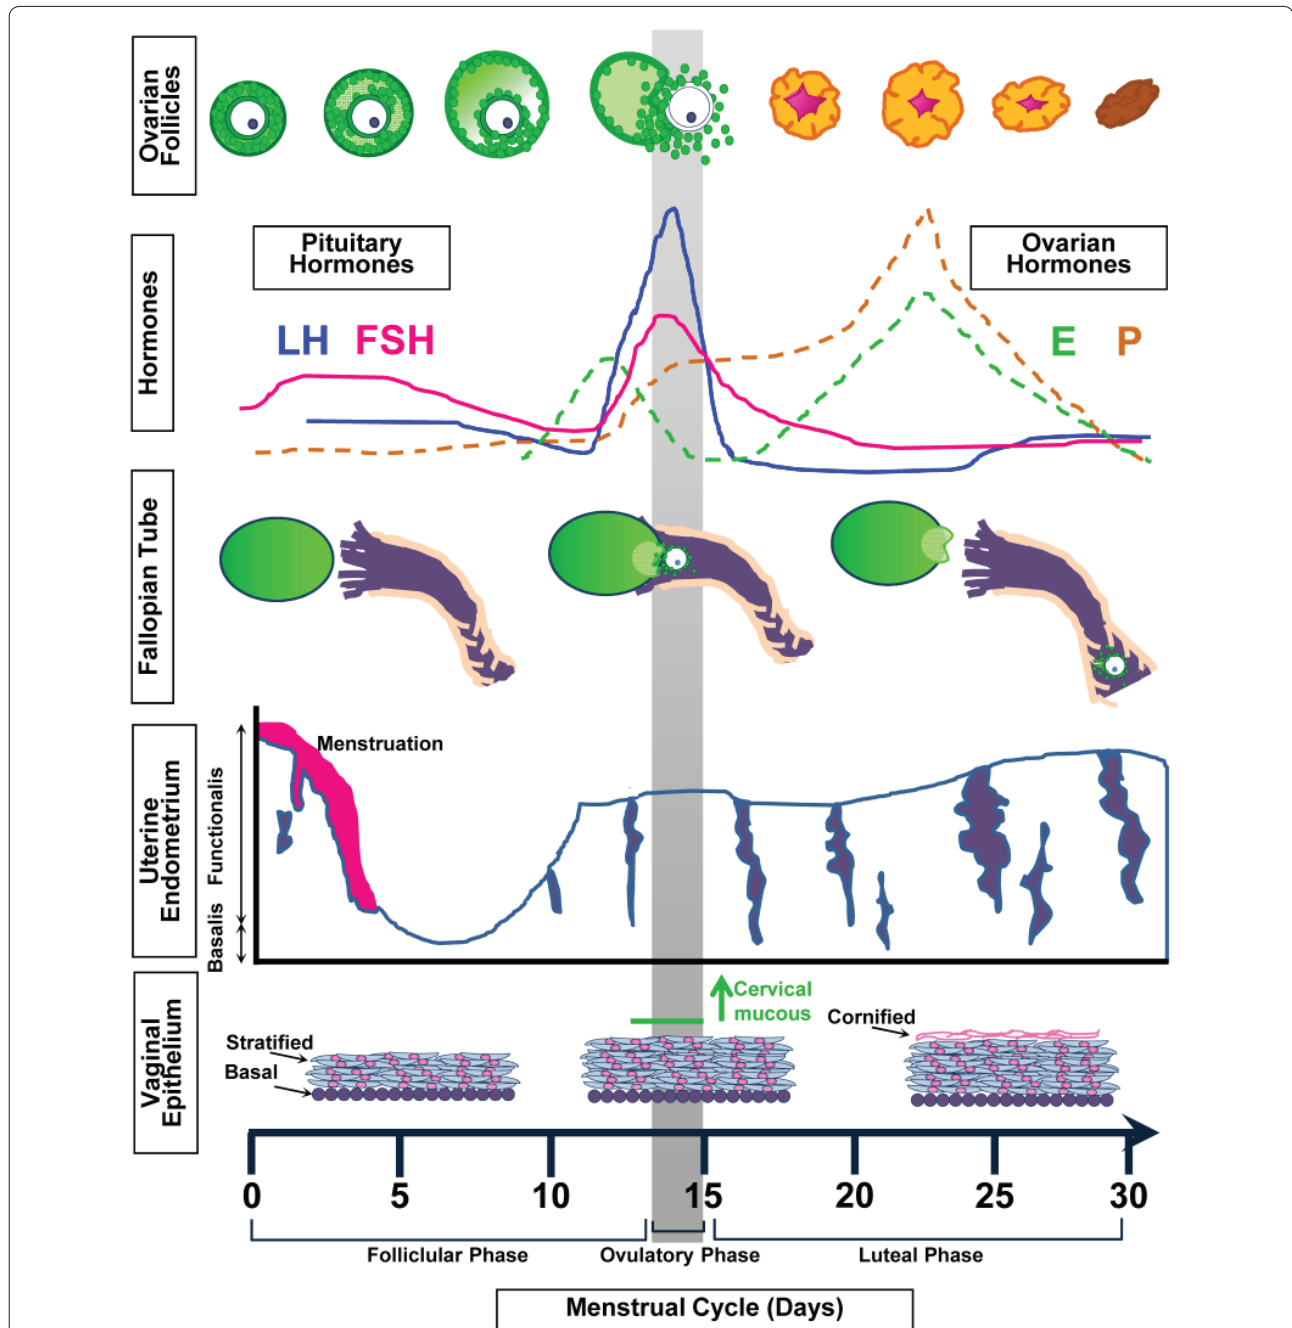 Ovarian
Follicles
Hormones
Pituitary
Hormones
Ovarian
Hormones
LH FSH
E P
Fallopian Tube
Uterine
Endometrium
Functionalis
Basalis
Menstruation
Vaginal
Epithelium
Cervical
mucous
Cornified
Stratified
Basal
0 5 10 15 20 25 30
Folliclular Phase
Ovulatory Phase
Luteal Phase
Menstrual Cycle (Days)